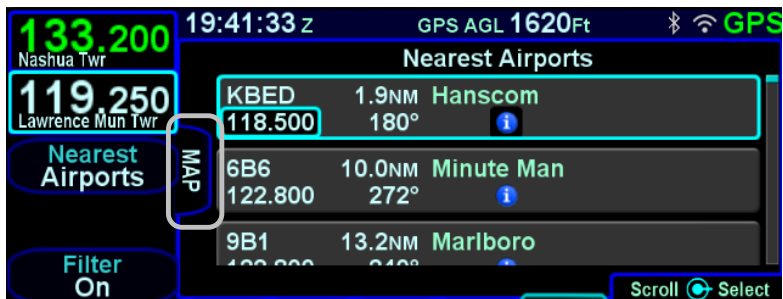 133.200
Nashua Twr
19:41:33 Z
GPS AGL 1620Ft
GPS
119.250
Lawrence Mun Twr
Nearest Airports
MAP
Filter
On
Nearest Airports
KBED 1.9NM Hanscom
118.500 180° i
6B6 10.0NM Minute Man
122.800 272° i
9B1 13.2NM Marlboro
Scroll Select